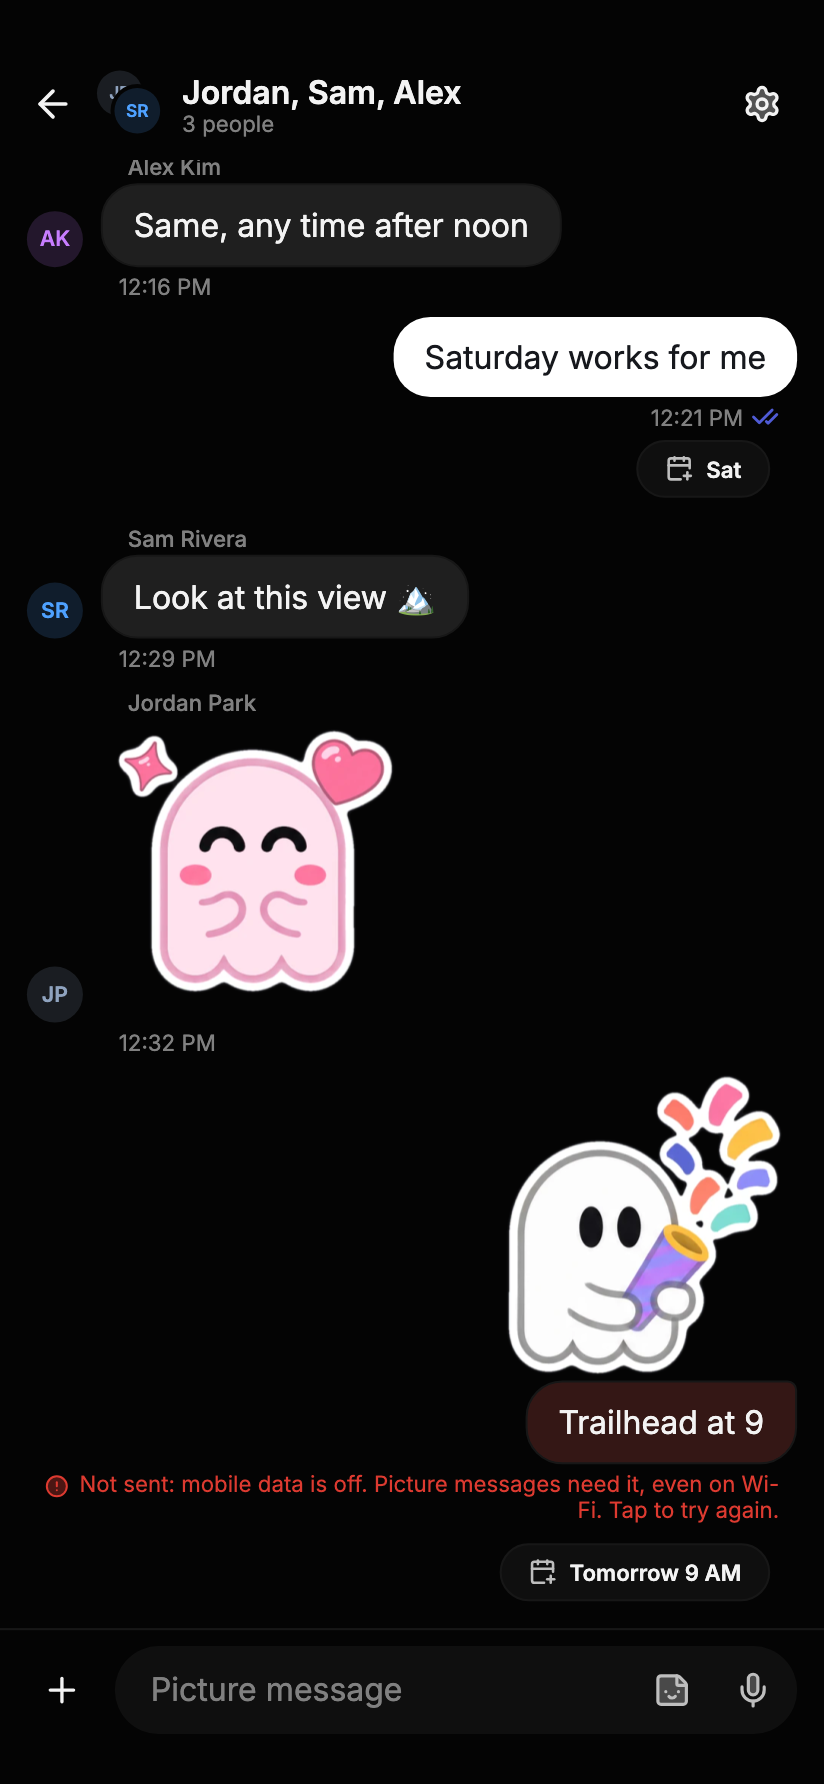 SR
Jordan, Sam, Alex
3 people
Alex Kim
AK
Same, any time after noon
12:16 PM
Saturday works for me
12:21 PM
Sat
Sam Rivera
SR
Look at this view 🏔️
12:29 PM
Jordan Park
JP
12:32 PM
Trailhead at 9
Not sent: mobile data is off. Picture messages need it, even on Wi-
Fi. Tap to try again.
Tomorrow 9 AM
Picture message